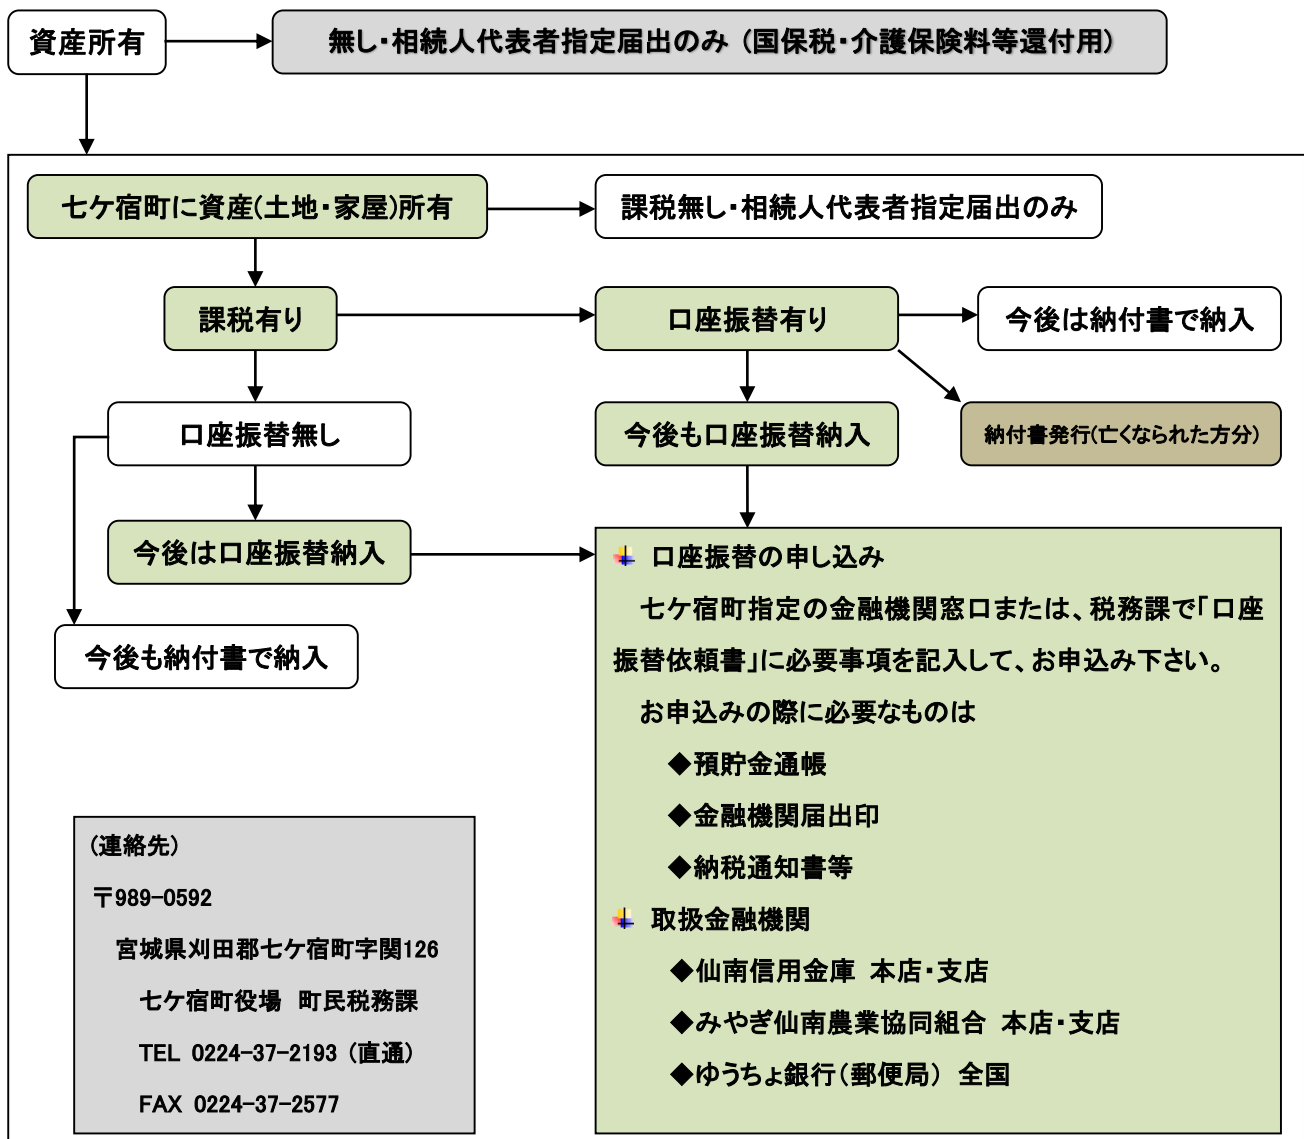 資産所有
無し・相続人代表者指定届出のみ（国保税・介護保険料等還付用）
七ケ宿町に資産(土地・家屋)所有
課税無し・相続人代表者指定届出のみ
課税有り
口座振替有り
今後は納付書で納入
口座振替無し
今後も口座振替納入
納付書発行(亡くなられた方分)
今後は口座振替納入
今後も納付書で納入
口座振替の申し込み
七ケ宿町指定の金融機関窓口または、税務課で「口座
振替依頼書」に必要事項を記入して、お申込み下さい。
お申込みの際に必要なものは
◆預貯金通帳
◆金融機関届出印
◆納税通知書等
取扱金融機関
◆仙南信用金庫 本店・支店
◆みやぎ仙南農業協同組合 本店・支店
◆ゆうちょ銀行（郵便局） 全国
（連絡先）
〒989-0592
宮城県刈田郡七ケ宿町字関126
七ケ宿町役場 町民税務課
TEL 0224-37-2193（直通）
FAX 0224-37-2577